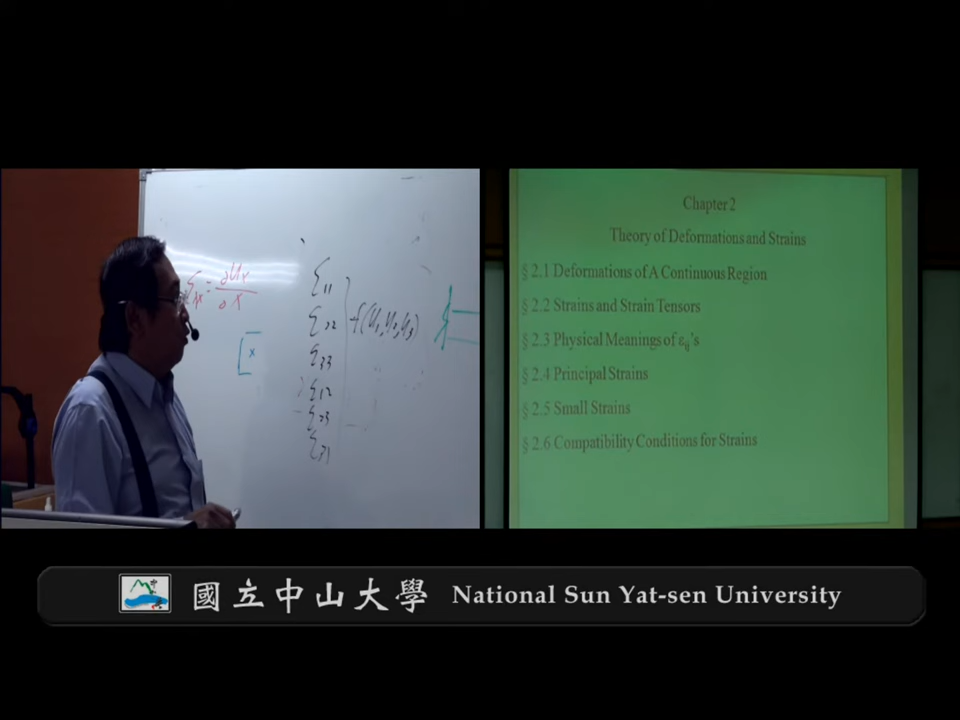 εx = ∂Ux/∂x
[x
ε11
ε22
ε33
ε12
ε23
ε31
f(U1,U2,U3)
Chapter 2
Theory of Deformations and Strains
§ 2.1 Deformations of A Continuous Region
§ 2.2 Strains and Strain Tensors
§ 2.3 Physical Meanings of εij's
§ 2.4 Principal Strains
§ 2.5 Small Strains
§ 2.6 Compatibility Conditions for Strains
國立中山大學 National Sun Yat-sen University